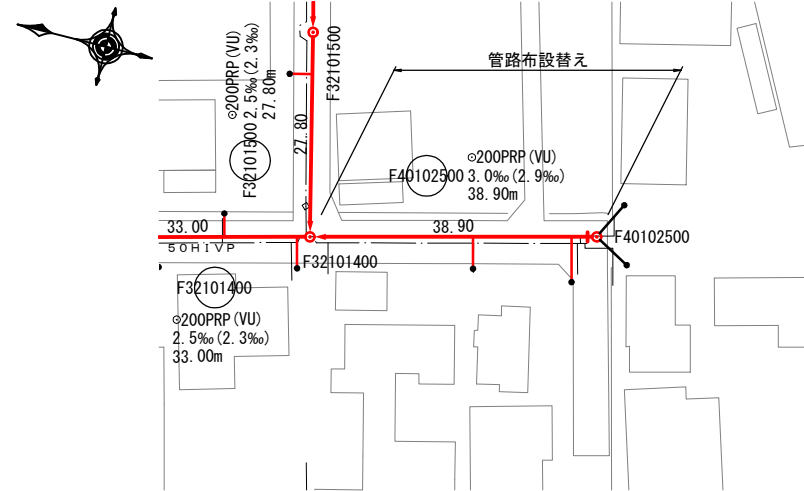 管路布設替え
F32101500
⊙200PRP(VU)
2.5‰(2.3‰)
27.80m
F32101500
27.80
⊙200PRP(VU)
3.0‰(2.9‰)
38.90m
F40102500
33.00
38.90
F40102500
50HIVP
F32101400
F32101400
⊙200PRP(VU)
2.5‰(2.3‰)
33.00m